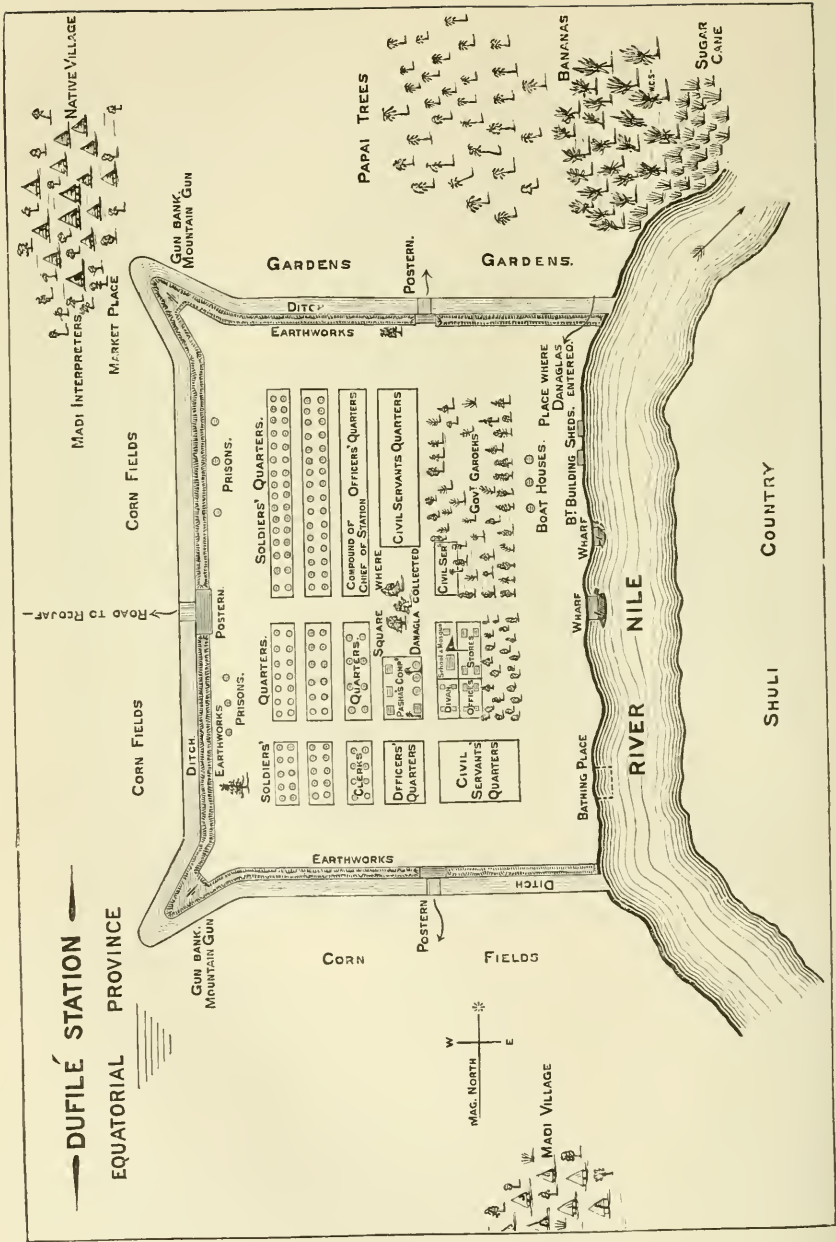 DUFILÉ STATION
EQUATORIAL PROVINCE
MADI INTERPRETERS
NATIVE VILLAGE
MARKET PLACE
CORN FIELDS
CORN FIELDS
ROAD TO REDJAF
GUN BANK.
MOUNTAIN GUN
GUN BANK.
MOUNTAIN GUN
DITCH.
EARTHWORKS
POSTERN.
PRISONS.
PRISONS.
GARDENS
GARDENS.
PAPAI TREES
BANANAS
SUGAR
CANE
W.C.S.
DITCH
EARTHWORKS
POSTERN.
SOLDIERS'
QUARTERS.
SOLDIERS' QUARTERS.
CLERKS'
QUARTERS
COMPOUND OF
CHIEF OF STATION
OFFICERS' QUARTERS
OFFICERS'
QUARTERS
PASHA'S COMPD
SQUARE WHERE
DANAGLA COLLECTED
CIVIL SERVANTS QUARTERS
CIVIL
SERVANTS'
QUARTERS
DIVAN
SCHOOL & MOSQUE
OFFICES
STORES
CIVIL SER
GOVT GARDENS
BOAT HOUSES.
PLACE WHERE
DANAGLAS
ENTERED.
BT BUILDING SHEDS.
EARTHWORKS
DITCH
POSTERN
CORN FIELDS
MAG. NORTH
W
E
MADI VILLAGE
BATHING PLACE
WHARF
WHARF
RIVER NILE
SHULI COUNTRY